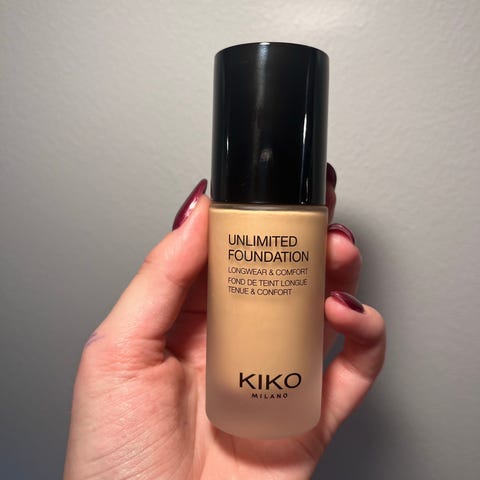 UNLIMITED
FOUNDATION
LONGWEAR & COMFORT
FOND DE TEINT LONGUE
TENUE & CONFORT
KIKO
MILANO